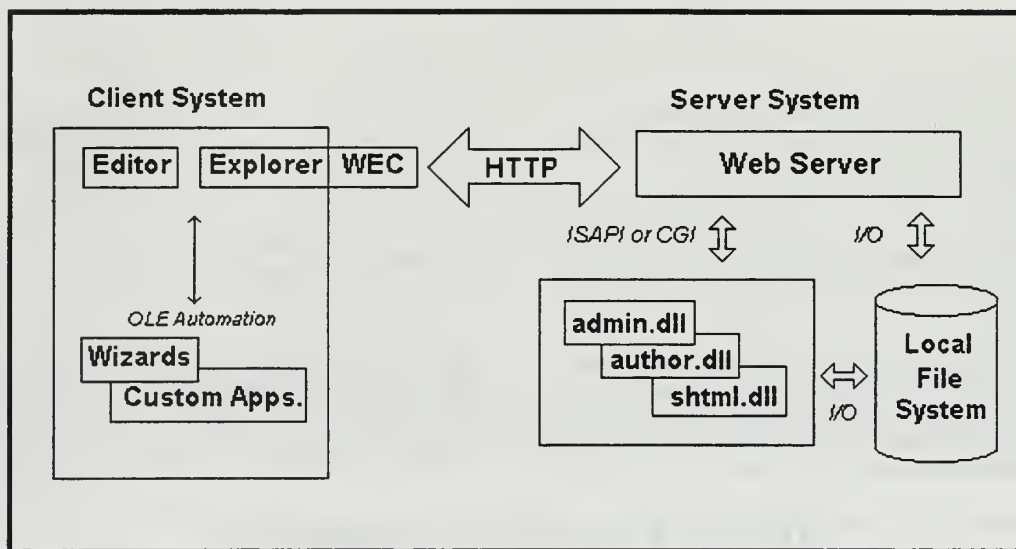 Client System
Server System
Editor
Explorer WEC
HTTP
Web Server
ISAPI or CGI
I/O
OLE Automation
Wizards
Custom Apps.
admin.dll
author.dll
shtml.dll
I/O
Local
File
System